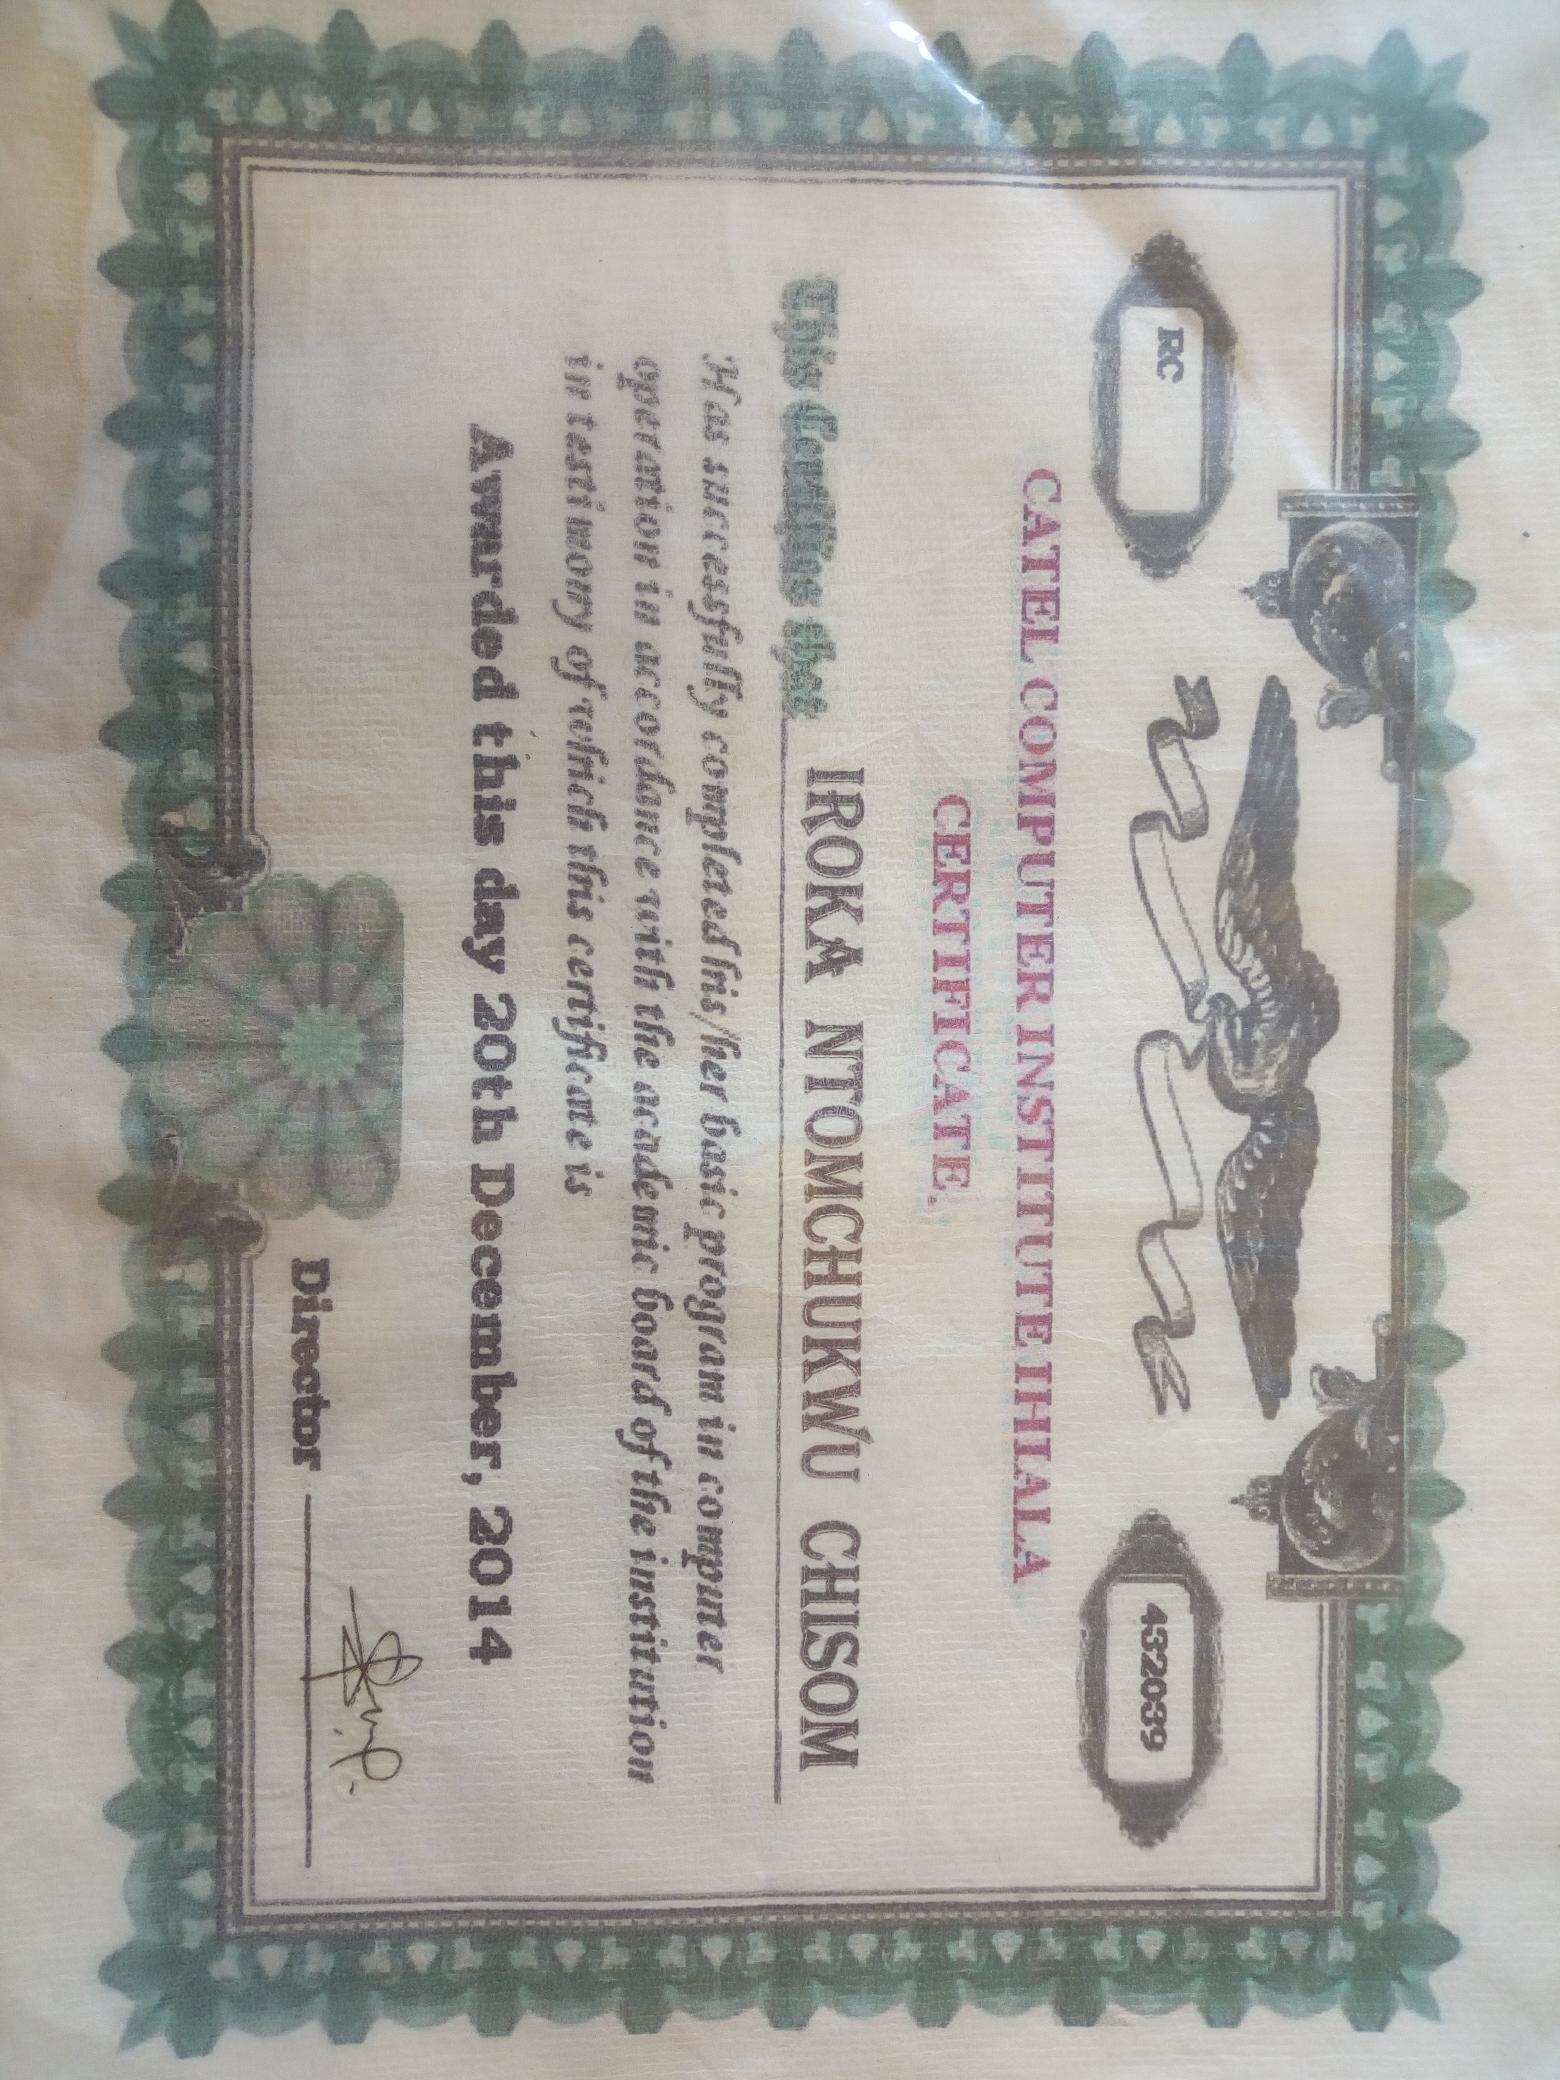 RC
432039
CATEL COMPUTER INSTITUTE IHIALA
CERTIFICATE.
This Certifies that IROKA NTOMCHUKWU CHISOM
Has successfully completed his/her basic program in computer
operation in accordance with the academic board of the institution
in testimony of which this certificate is
Awarded this day 20th December, 2014
Director